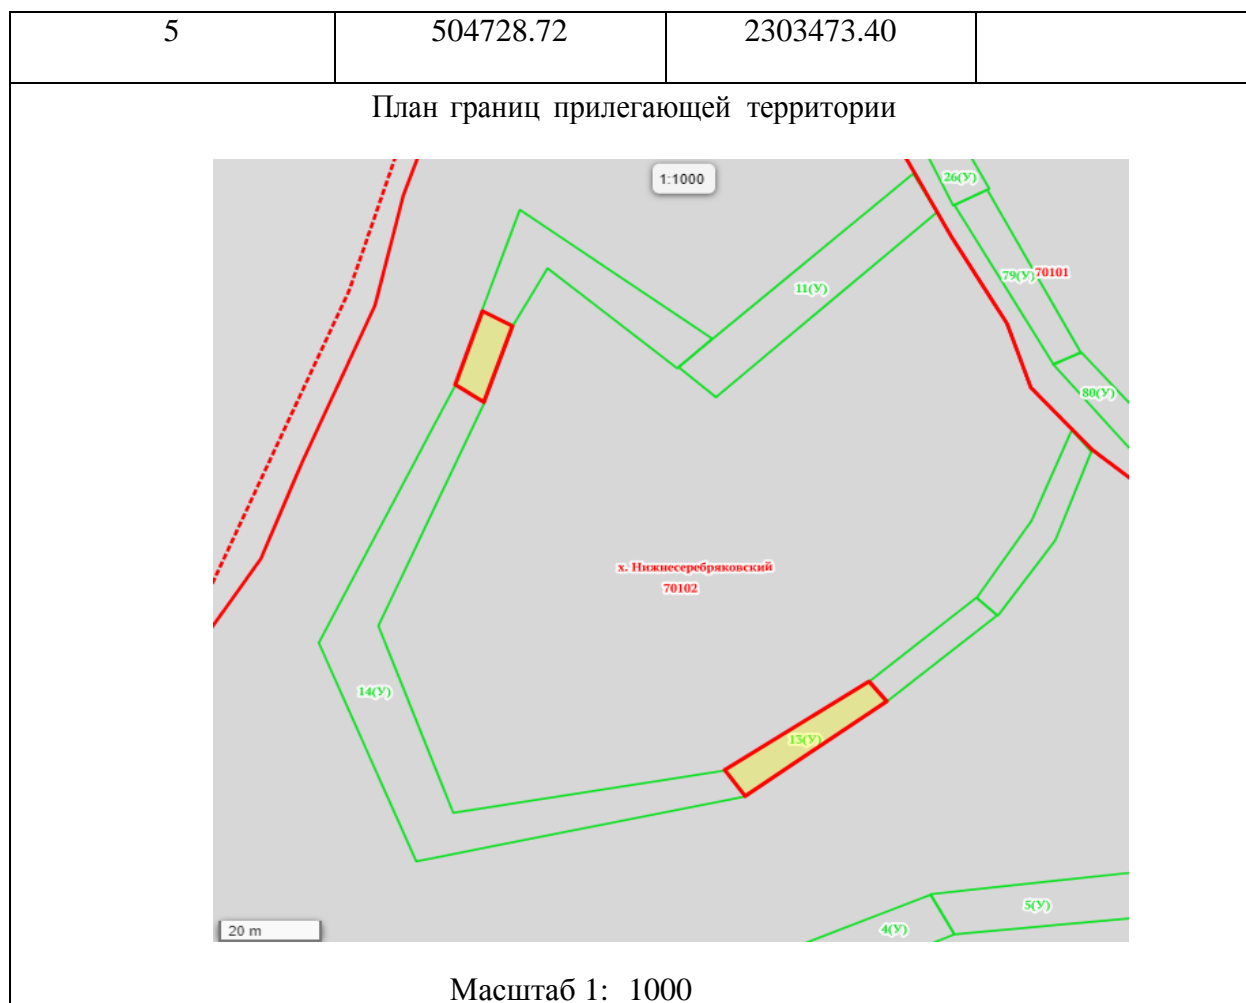 5 504728.72 2303473.40
План границ прилегающей территории
1:1000
26(У)
79(У) 70101
11(У)
80(У)
х. Нижнесеребряковский
70102
14(У)
13(У)
5(У)
4(У)
20 m
Масштаб 1: 1000